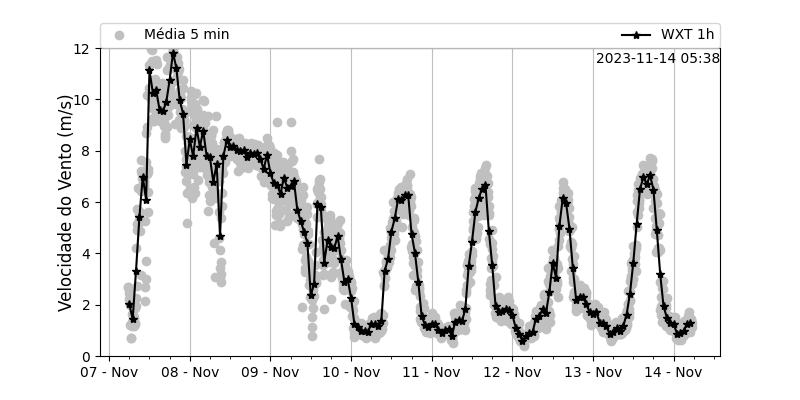 Média 5 min
WXT 1h
2023-11-14 05:38
Velocidade do Vento (m/s)
12
10
8
6
4
2
0
07 - Nov 08 - Nov 09 - Nov 10 - Nov 11 - Nov 12 - Nov 13 - Nov 14 - Nov